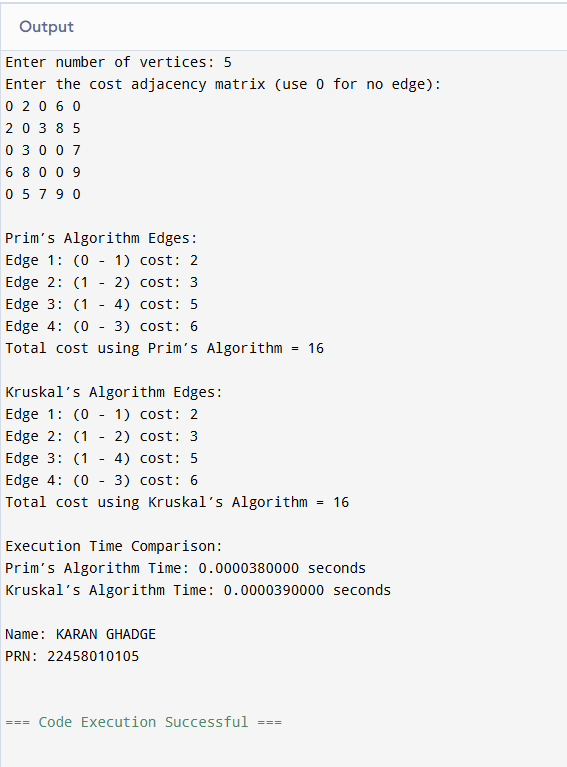 Output
Enter number of vertices: 5
Enter the cost adjacency matrix (use 0 for no edge):
0 2 0 6 0
2 0 3 8 5
0 3 0 0 7
6 8 0 0 9
0 5 7 9 0
Prim's Algorithm Edges:
Edge 1: (0 - 1) cost: 2
Edge 2: (1 - 2) cost: 3
Edge 3: (1 - 4) cost: 5
Edge 4: (0 - 3) cost: 6
Total cost using Prim's Algorithm = 16
Kruskal's Algorithm Edges:
Edge 1: (0 - 1) cost: 2
Edge 2: (1 - 2) cost: 3
Edge 3: (1 - 4) cost: 5
Edge 4: (0 - 3) cost: 6
Total cost using Kruskal's Algorithm = 16
Execution Time Comparison:
Prim's Algorithm Time: 0.0000380000 seconds
Kruskal's Algorithm Time: 0.0000390000 seconds
Name: KARAN GHADGE
PRN: 22458010105
=== Code Execution Successful ===